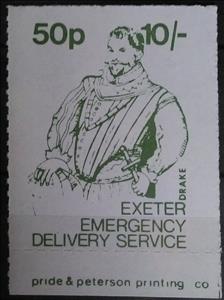 50p 10/-
DRAKE
EXETER
EMERGENCY
DELIVERY SERVICE
pride & peterson printing co